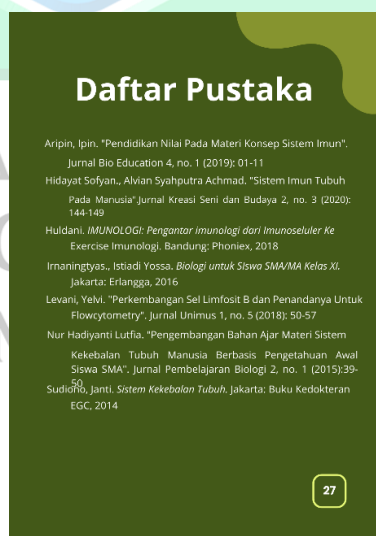 Daftar Pustaka
Aripin, Ipin. "Pendidikan Nilai Pada Materi Konsep Sistem Imun".
Jurnal Bio Education 4, no. 1 (2019): 01-11
Hidayat Sofyan., Alvian Syahputra Achmad. "Sistem Imun Tubuh
Pada Manusia".Jurnal Kreasi Seni dan Budaya 2, no. 3 (2020):
144-149
Huldani. IMUNOLOGI: Pengantar imunologi dari Imunoseluler Ke
Exercise Imunologi. Bandung: Phoniex, 2018
Irnaningtyas., Istiadi Yossa. Biologi untuk Siswa SMA/MA Kelas XI.
Jakarta: Erlangga, 2016
Levani, Yelvi. "Perkembangan Sel Limfosit B dan Penandanya Untuk
Flowcytometry". Jurnal Unimus 1, no. 5 (2018): 50-57
Nur Hadiyanti Lutfia. "Pengembangan Bahan Ajar Materi Sistem
Kekebalan Tubuh Manusia Berbasis Pengetahuan Awal
Siswa SMA". Jurnal Pembelajaran Biologi 2, no. 1 (2015):39-
50
Sudiono, Janti. Sistem Kekebalan Tubuh. Jakarta: Buku Kedokteran
EGC, 2014
27